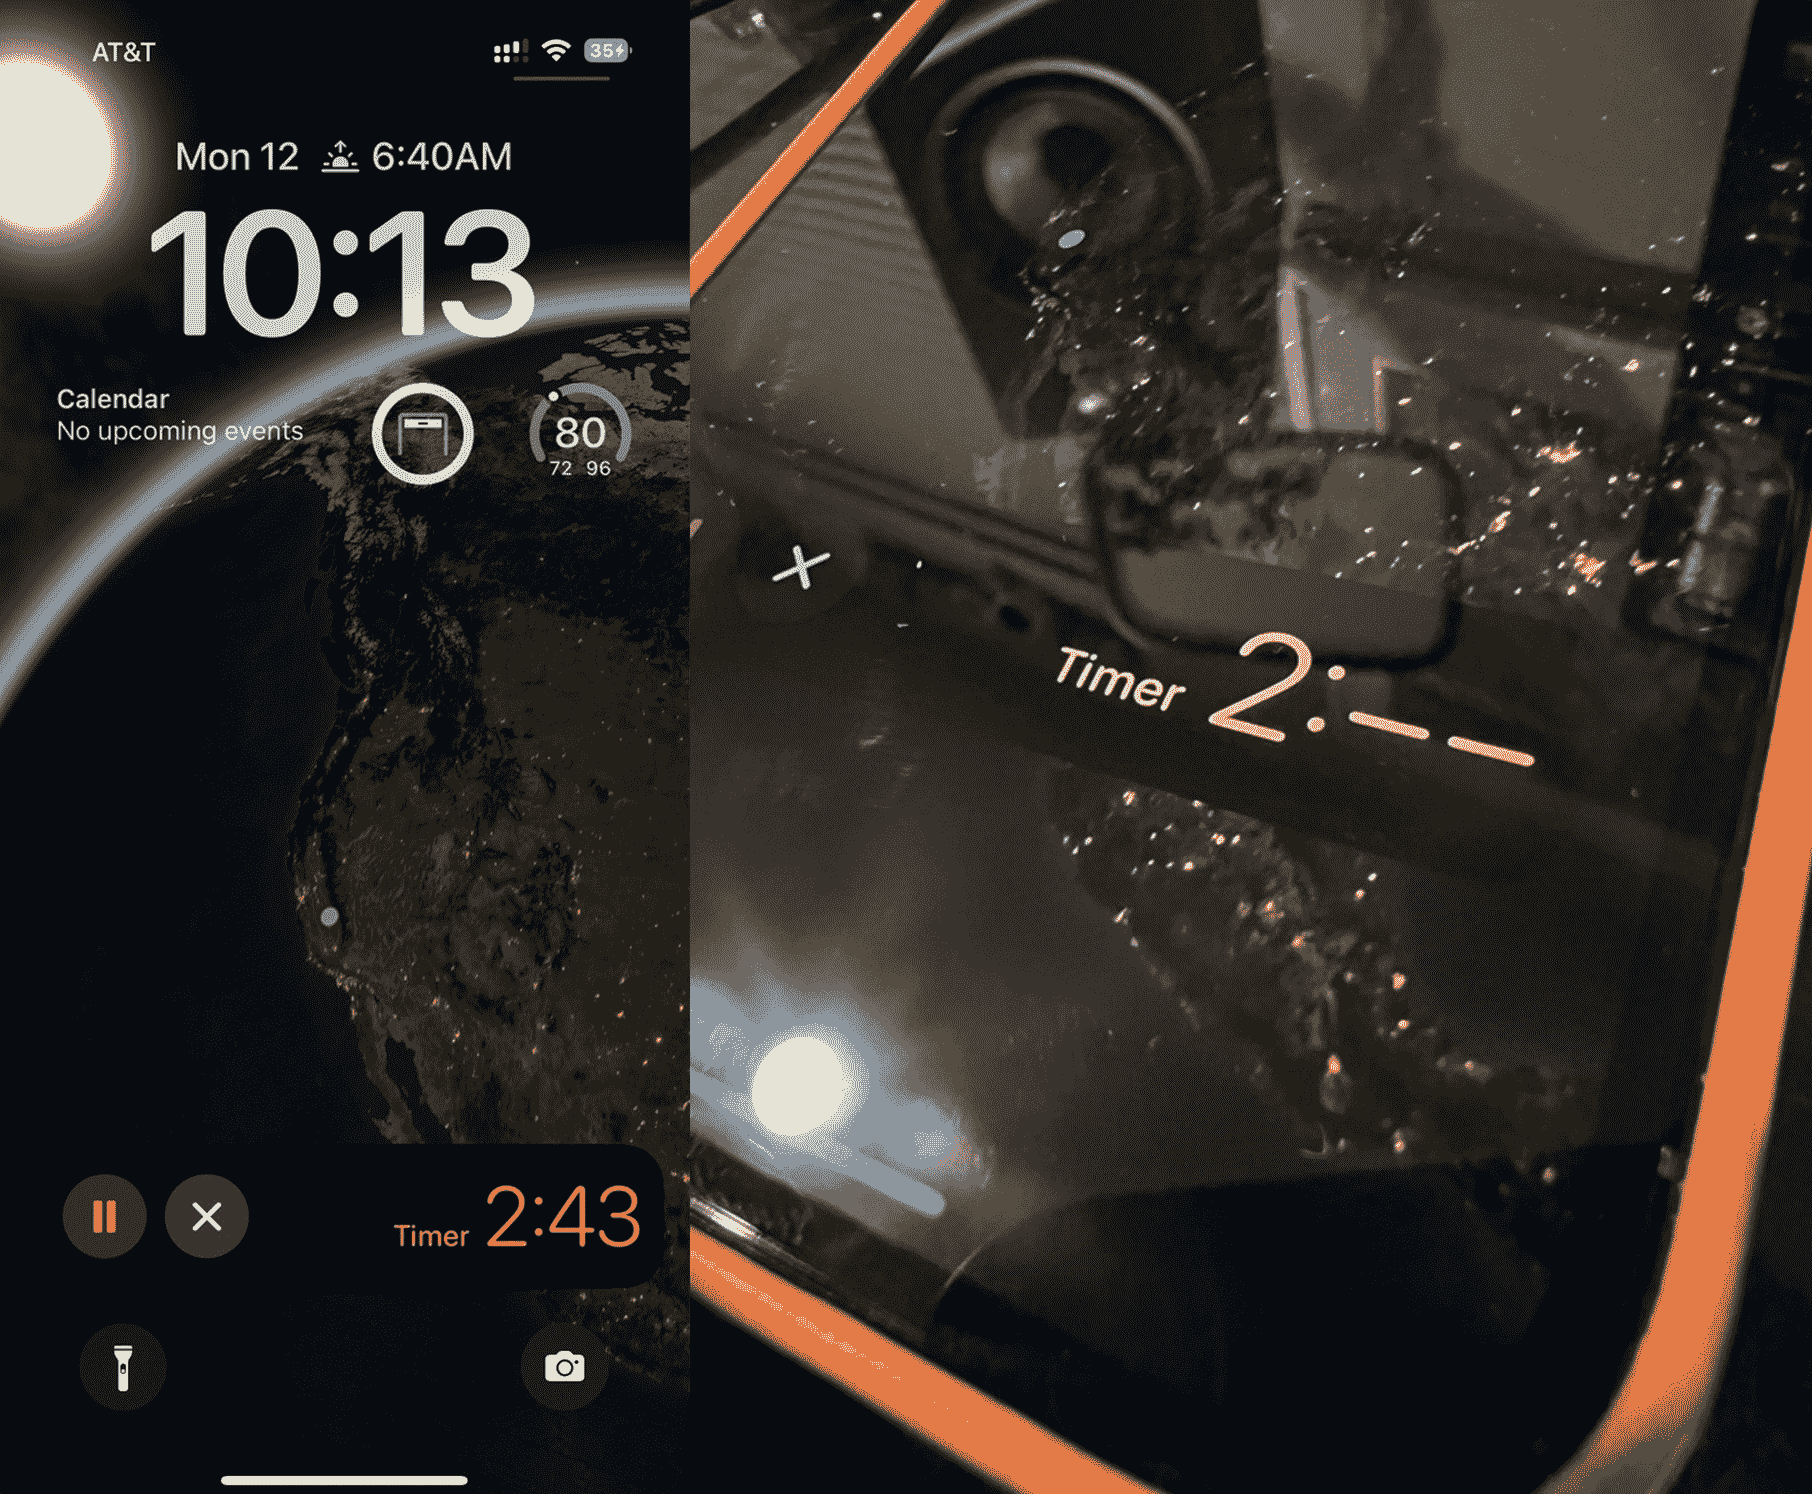 AT&T
35
Mon 12 6:40AM
10:13
Calendar
No upcoming events
80
72 96
Timer 2:43
Timer 2:--